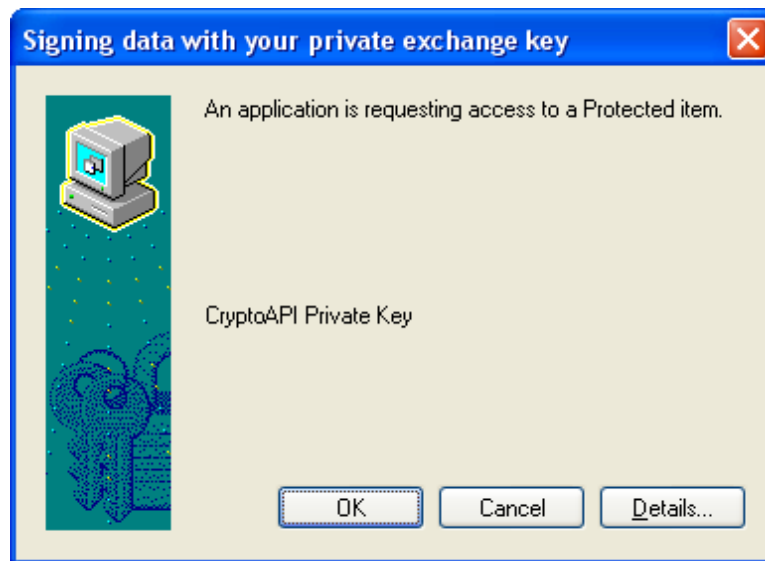 Signing data with your private exchange key
An application is requesting access to a Protected item.
CryptoAPI Private Key
OK Cancel Details...